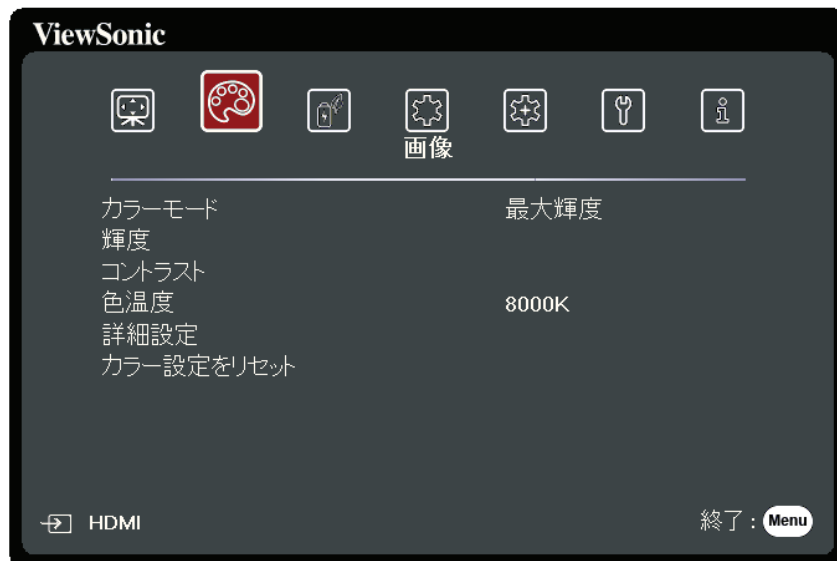 ViewSonic
画像
カラーモード 最大輝度
輝度
コントラスト
色温度 8000K
詳細設定
カラー設定をリセット
HDMI 終了 : Menu